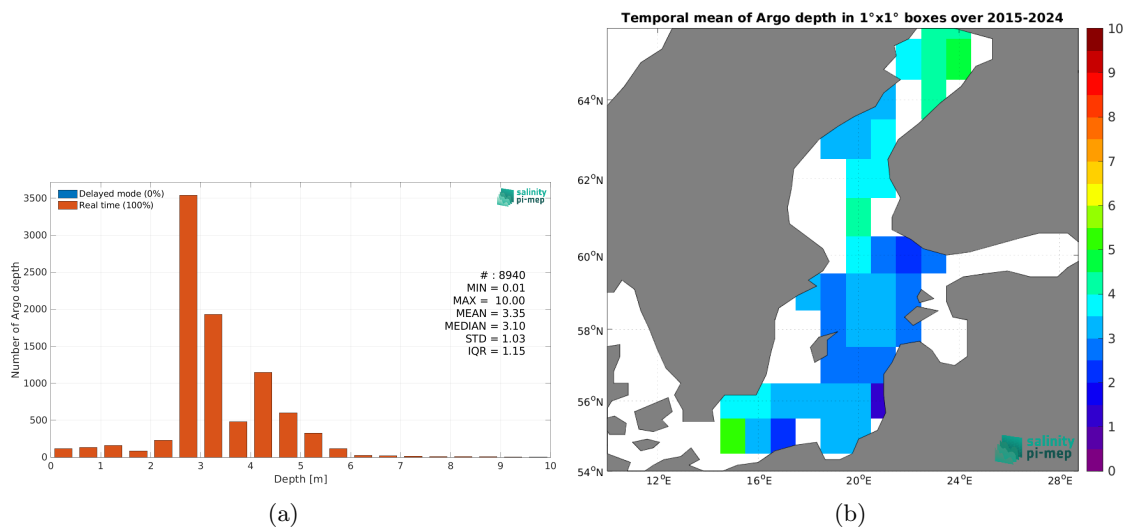 Delayed mode (0%)
Real time (100%)
salinity
pi-mep
Number of Argo depth
3500
3000
2500
2000
1500
1000
500
0
# : 8940
MIN = 0.01
MAX = 10.00
MEAN = 3.35
MEDIAN = 3.10
STD = 1.03
IQR = 1.15
0 1 2 3 4 5 6 7 8 9 10
Depth [m]
(a)
Temporal mean of Argo depth in 1°x1° boxes over 2015-2024
64°N
62°N
60°N
58°N
56°N
54°N
12°E 16°E 20°E 24°E 28°E
salinity
pi-mep
10
9
8
7
6
5
4
3
2
1
0
(b)